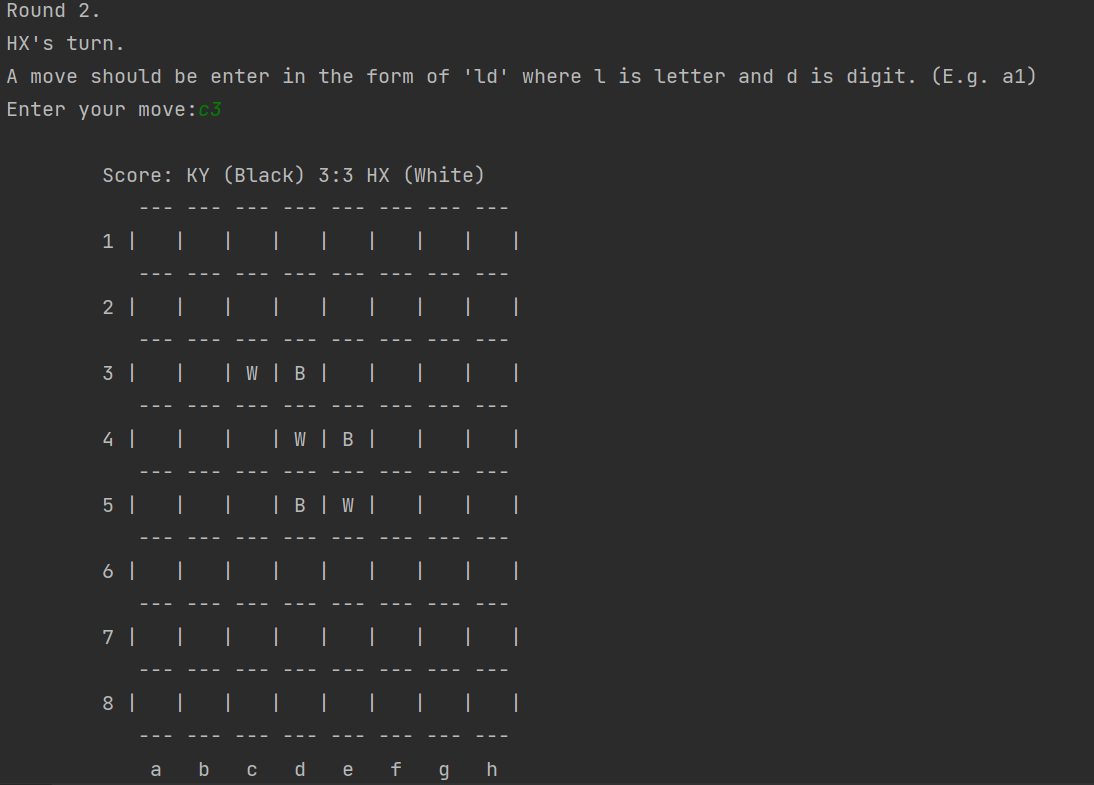 Round 2.
HX's turn.
A move should be enter in the form of 'ld' where l is letter and d is digit. (E.g. a1)
Enter your move:c3
Score: KY (Black) 3:3 HX (White)
--- --- --- --- --- --- --- ---
1 |   |   |   |   |   |   |   |   |
--- --- --- --- --- --- --- ---
2 |   |   |   |   |   |   |   |   |
--- --- --- --- --- --- --- ---
3 |   |   | W | B |   |   |   |   |
--- --- --- --- --- --- --- ---
4 |   |   |   | W | B |   |   |   |
--- --- --- --- --- --- --- ---
5 |   |   |   | B | W |   |   |   |
--- --- --- --- --- --- --- ---
6 |   |   |   |   |   |   |   |   |
--- --- --- --- --- --- --- ---
7 |   |   |   |   |   |   |   |   |
--- --- --- --- --- --- --- ---
8 |   |   |   |   |   |   |   |   |
--- --- --- --- --- --- --- ---
a   b   c   d   e   f   g   h